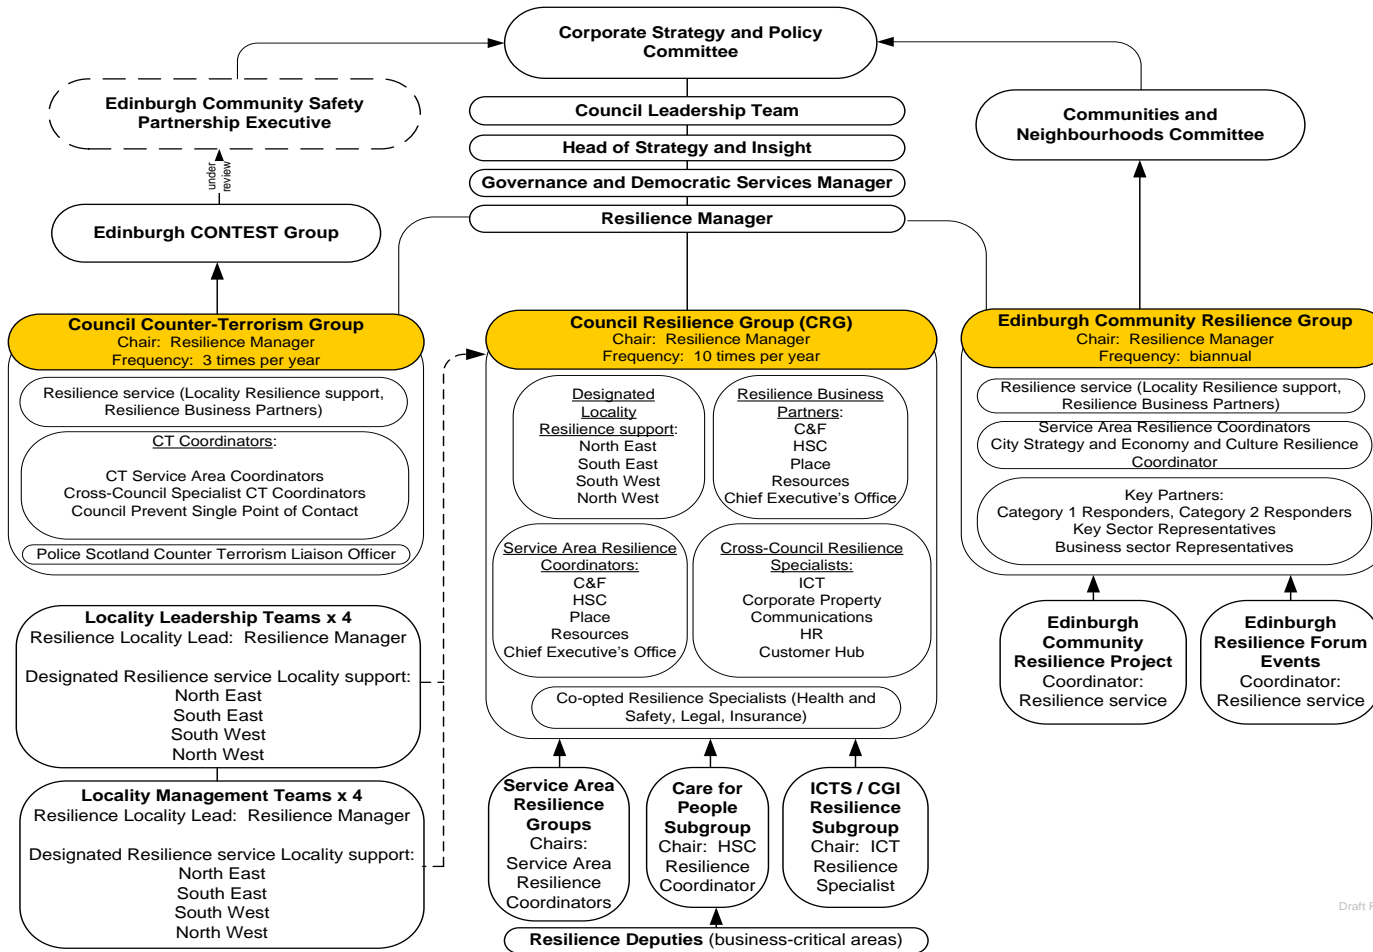 Corporate Strategy and Policy
Committee
Edinburgh Community Safety
Partnership Executive
Council Leadership Team
Communities and
Neighbourhoods Committee
Head of Strategy and Insight
under
review
Governance and Democratic Services Manager
Resilience Manager
Edinburgh CONTEST Group
Council Counter-Terrorism Group
Chair: Resilience Manager
Frequency: 3 times per year
Resilience service (Locality Resilience support,
Resilience Business Partners)
CT Coordinators:
CT Service Area Coordinators
Cross-Council Specialist CT Coordinators
Council Prevent Single Point of Contact
Police Scotland Counter Terrorism Liaison Officer
Council Resilience Group (CRG)
Chair: Resilience Manager
Frequency: 10 times per year
Designated
Locality
Resilience support:
North East
South East
South West
North West
Resilience Business
Partners:
C&F
HSC
Place
Resources
Chief Executive's Office
Service Area Resilience
Coordinators:
C&F
HSC
Place
Resources
Chief Executive's Office
Cross-Council Resilience
Specialists:
ICT
Corporate Property
Communications
HR
Customer Hub
Co-opted Resilience Specialists (Health and
Safety, Legal, Insurance)
Edinburgh Community Resilience Group
Chair: Resilience Manager
Frequency: biannual
Resilience service (Locality Resilience support,
Resilience Business Partners)
Service Area Resilience Coordinators
City Strategy and Economy and Culture Resilience
Coordinator
Key Partners:
Category 1 Responders, Category 2 Responders
Key Sector Representatives
Business sector Representatives
Locality Leadership Teams x 4
Resilience Locality Lead: Resilience Manager
Designated Resilience service Locality support:
North East
South East
South West
North West
Locality Management Teams x 4
Resilience Locality Lead: Resilience Manager
Designated Resilience service Locality support:
North East
South East
South West
North West
Service Area
Resilience
Groups
Chairs:
Service Area
Resilience
Coordinators
Care for
People
Subgroup
Chair: HSC
Resilience
Coordinator
ICTS / CGI
Resilience
Subgroup
Chair: ICT
Resilience
Specialist
Resilience Deputies (business-critical areas)
Edinburgh
Community
Resilience Project
Coordinator:
Resilience service
Edinburgh
Resilience Forum
Events
Coordinator:
Resilience service
Draft